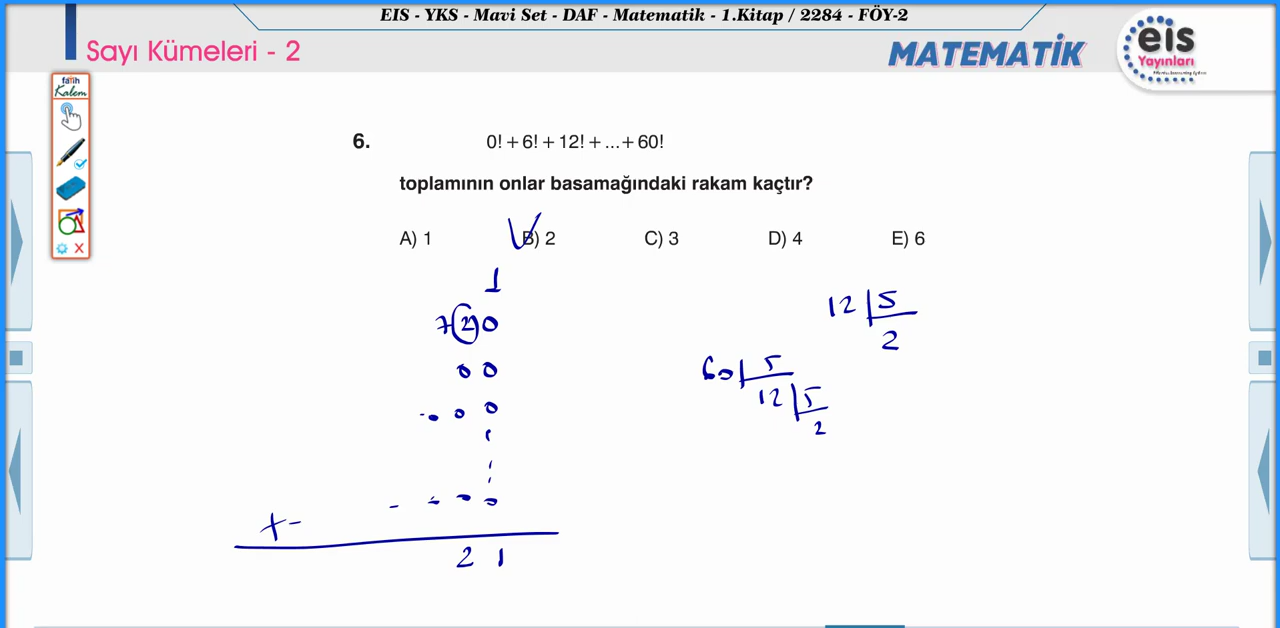 EIS - YKS - Mavi Set - DAF - Matematik - 1.Kitap / 2284 - FÖY-2
Sayı Kümeleri - 2
MATEMATİK
eis
Yayınları
fatih
Kalem
6.
0! + 6! + 12! + ... + 60!
toplamının onlar basamağındaki rakam kaçtır?
A) 1 B) 2 C) 3 D) 4 E) 6
1
720
00
..00
0
+
21
12 | 5
2
60 | 5
12 | 5
2